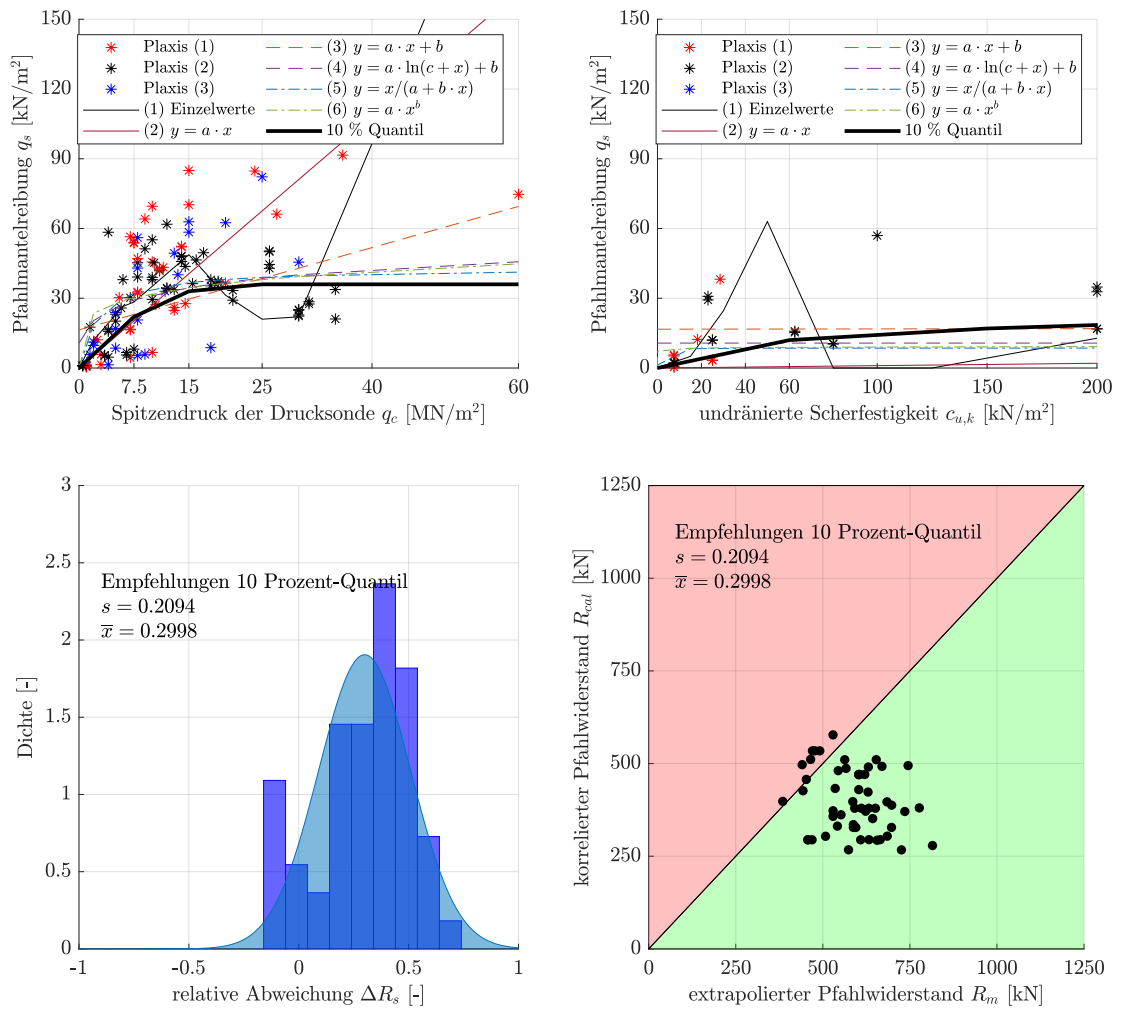 150
120
90
60
30
0
Pfahlmantelreibung q_s [kN/m²]
Plaxis (1)
Plaxis (2)
Plaxis (3)
(1) Einzelwerte
(2) y = a · x
(3) y = a · x + b
(4) y = a · ln(c + x) + b
(5) y = x/(a + b · x)
(6) y = a · x^b
10 % Quantil
0 7.5 15 25 40 60
Spitzendruck der Drucksonde q_c [MN/m²]
150
120
90
60
30
0
Pfahlmantelreibung q_s [kN/m²]
Plaxis (1)
Plaxis (2)
Plaxis (3)
(1) Einzelwerte
(2) y = a · x
(3) y = a · x + b
(4) y = a · ln(c + x) + b
(5) y = x/(a + b · x)
(6) y = a · x^b
10 % Quantil
0 20 40 60 100 150 200
undränierte Scherfestigkeit c_{u,k} [kN/m²]
3
2.5
2
1.5
1
0.5
0
Dichte [-]
Empfehlungen 10 Prozent-Quantil
s = 0.2094
x̄ = 0.2998
-1 -0.5 0 0.5 1
relative Abweichung ΔR_s [-]
1250
1000
750
500
250
0
korrelierter Pfahlwiderstand R_{cal} [kN]
Empfehlungen 10 Prozent-Quantil
s = 0.2094
x̄ = 0.2998
0 250 500 750 1000 1250
extrapolierter Pfahlwiderstand R_m [kN]